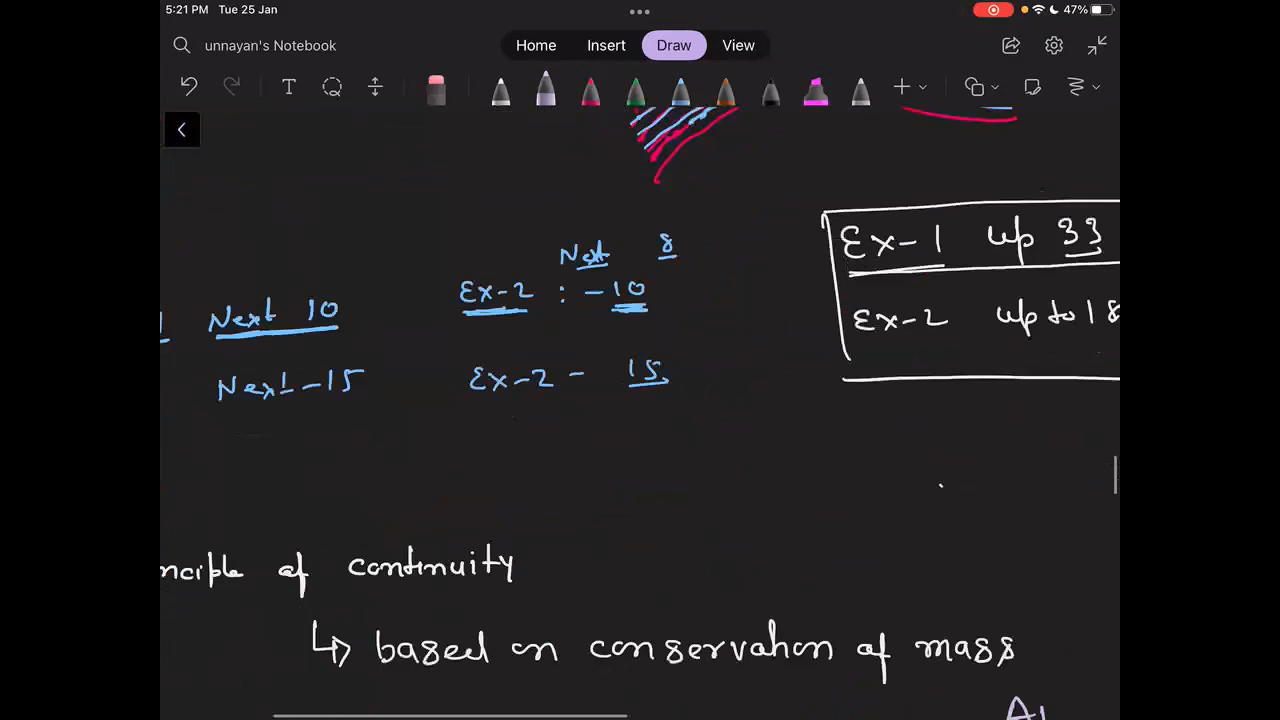 5:21 PM Tue 25 Jan
47%
unnayan's Notebook
Home Insert Draw View
Ex-1 up 33
Ex-2 up to 18
Next 8
Next 10
Ex-2 : - 10
Next - 15
Ex-2 - 15
nciple of continuity
↳ based on conservation of mass